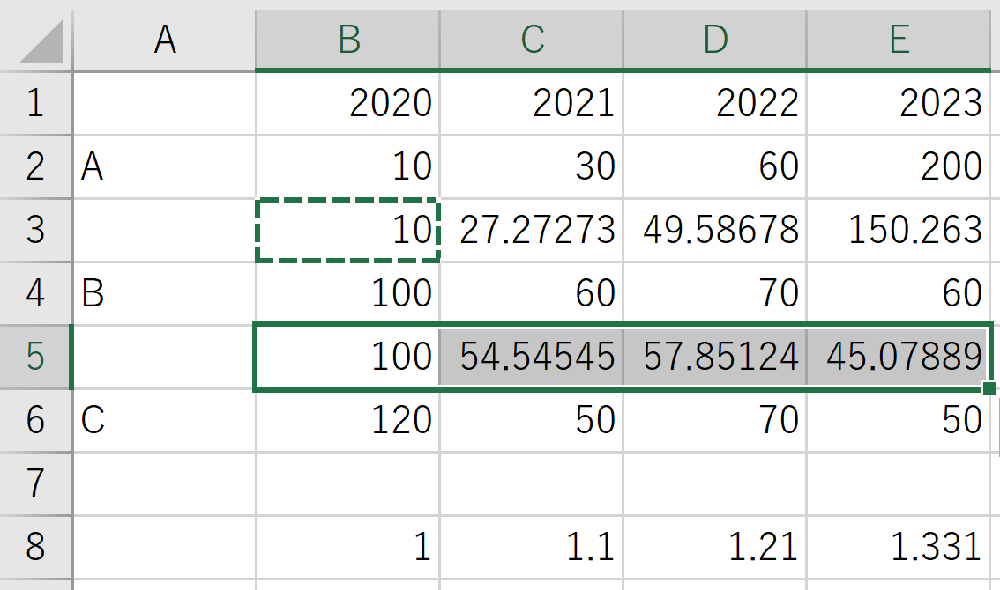 A B C D E
1 2020 2021 2022 2023
2 A 10 30 60 200
3 10 27.27273 49.58678 150.263
4 B 100 60 70 60
5 100 54.54545 57.85124 45.07889
6 C 120 50 70 50
7
8 1 1.1 1.21 1.331